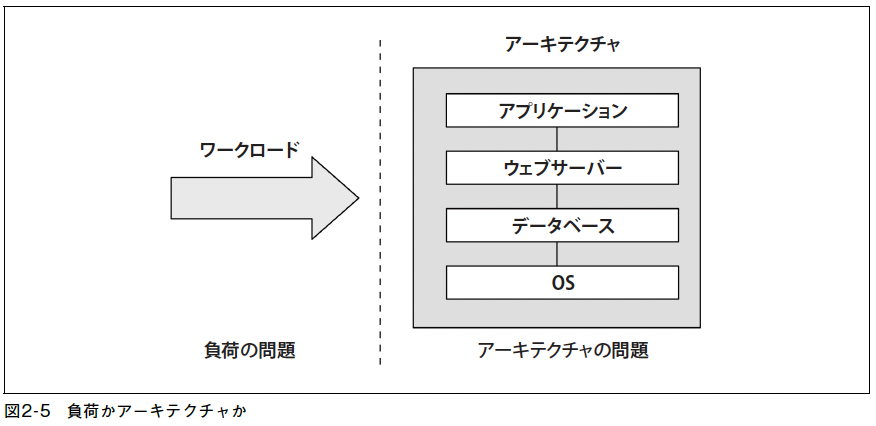 アーキテクチャ
アプリケーション
ワークロード
ウェブサーバー
データベース
OS
負荷の問題
アーキテクチャの問題
図2-5　負荷かアーキテクチャか